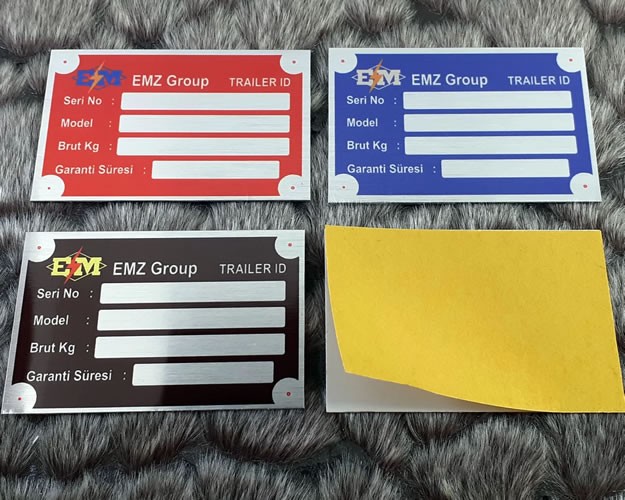 EM EMZ Group TRAILER ID
Seri No :
Model :
Brut Kg :
Garanti Süresi :
EM EMZ Group TRAILER ID
Seri No :
Model :
Brut Kg :
Garanti Süresi :
EM EMZ Group TRAILER ID
Seri No :
Model :
Brut Kg :
Garanti Süresi :